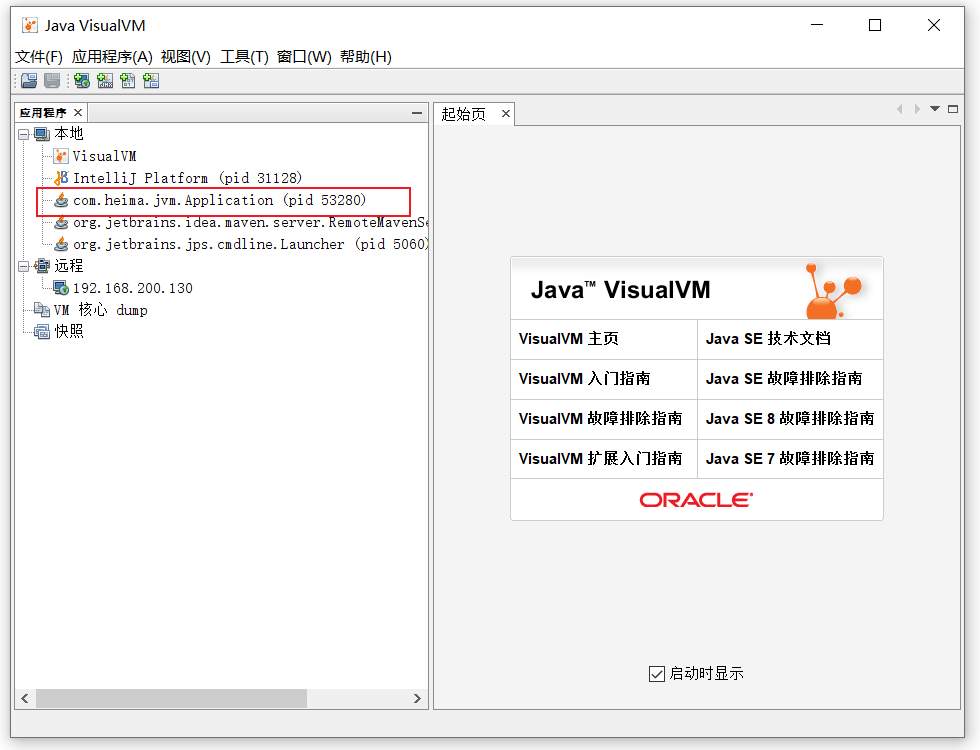 Java VisualVM
文件(F) 应用程序(A) 视图(V) 工具(T) 窗口(W) 帮助(H)
应用程序
本地
VisualVM
IntelliJ Platform (pid 31128)
com.heima.jvm.Application (pid 53280)
org.jetbrains.idea.maven.server.RemoteMavenSe
org.jetbrains.jps.cmdline.Launcher (pid 5060)
远程
192.168.200.130
VM 核心 dump
快照
起始页
Java™ VisualVM
VisualVM 主页
Java SE 技术文档
VisualVM 入门指南
Java SE 故障排除指南
VisualVM 故障排除指南
Java SE 8 故障排除指南
VisualVM 扩展入门指南
Java SE 7 故障排除指南
ORACLE
启动时显示